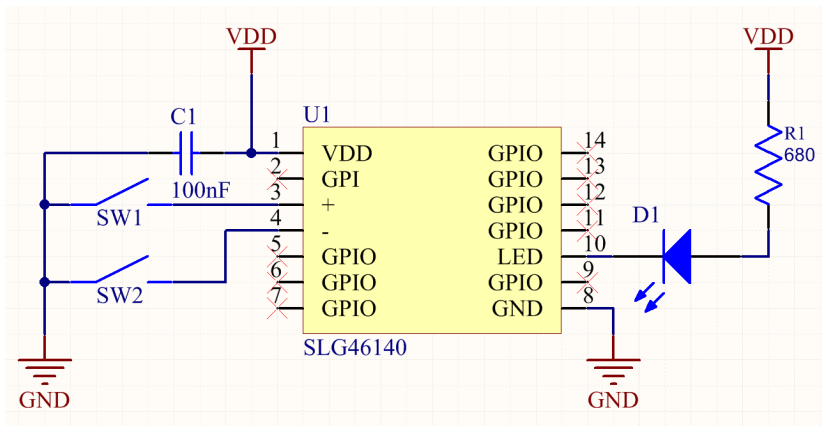 VDD
VDD
C1
U1
R1
680
1 VDD GPIO 14
100nF
2 GPI GPIO 13
SW1
3 + GPIO 12
4 - GPIO 11
D1
5 GPIO LED 10
SW2
6 GPIO GPIO 9
7 GPIO GND 8
SLG46140
GND
GND